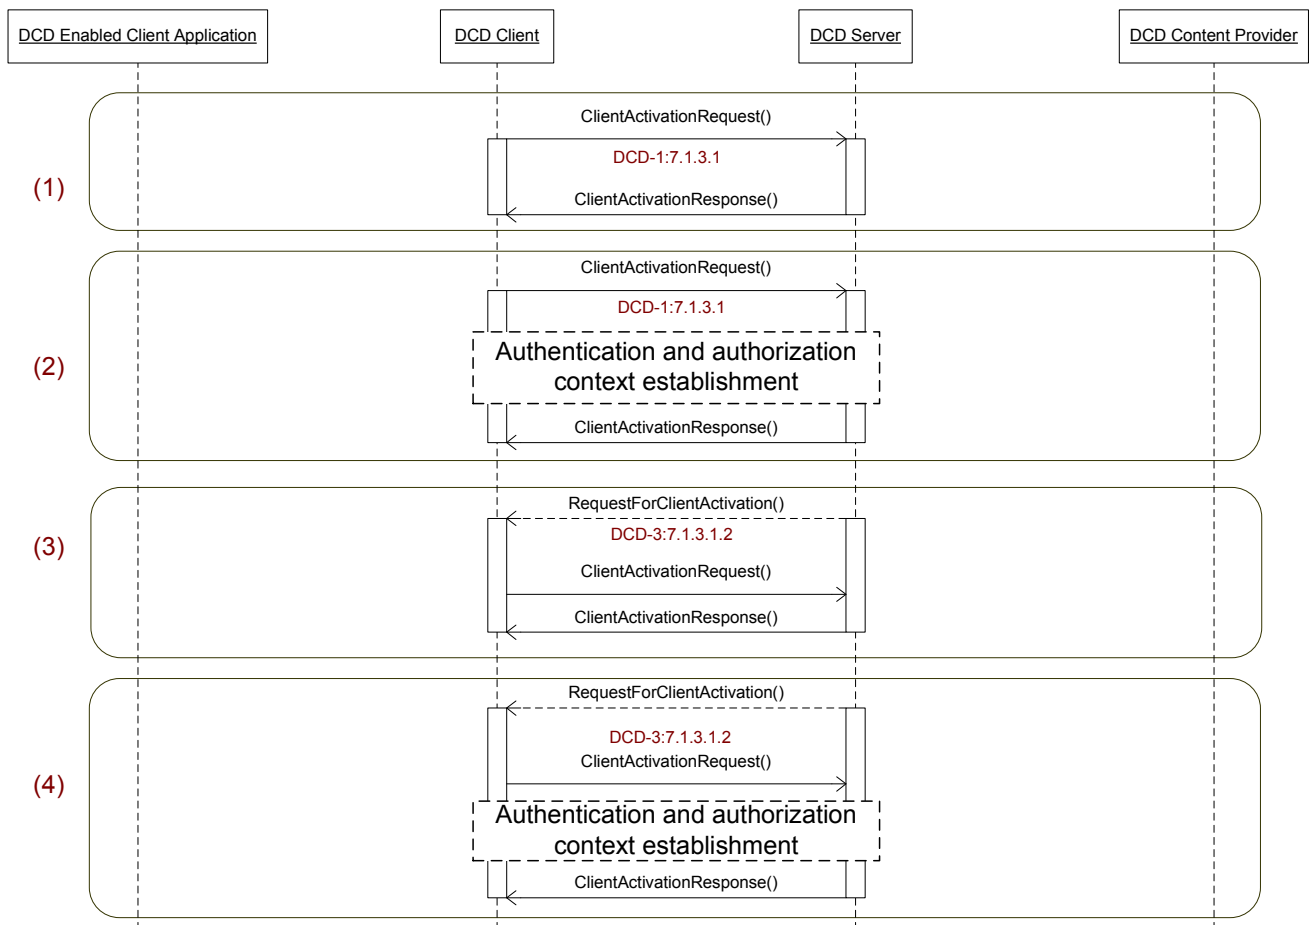 DCD Enabled Client Application
DCD Client
DCD Server
DCD Content Provider
(1)
ClientActivationRequest()
DCD-1:7.1.3.1
ClientActivationResponse()
(2)
ClientActivationRequest()
DCD-1:7.1.3.1
Authentication and authorization
context establishment
ClientActivationResponse()
(3)
RequestForClientActivation()
DCD-3:7.1.3.1.2
ClientActivationRequest()
ClientActivationResponse()
(4)
RequestForClientActivation()
DCD-3:7.1.3.1.2
ClientActivationRequest()
Authentication and authorization
context establishment
ClientActivationResponse()